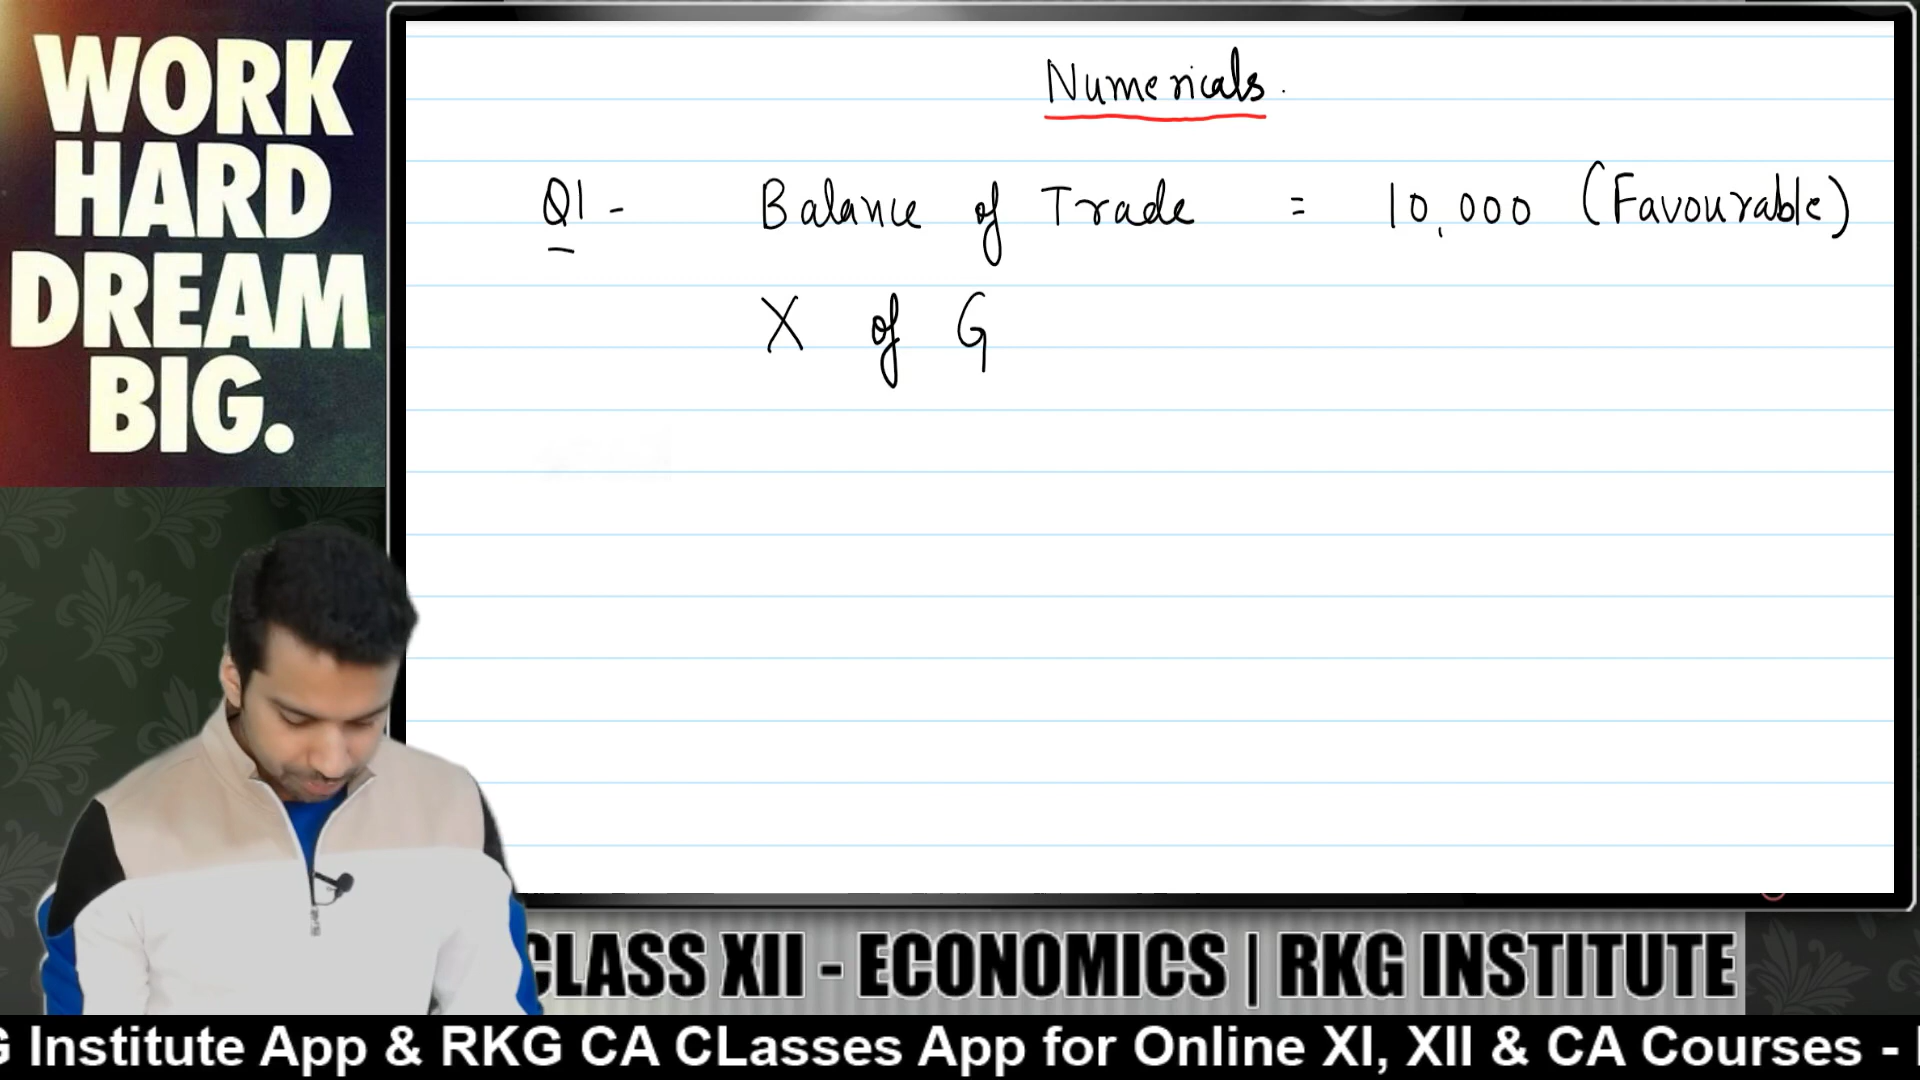 WORK
HARD
DREAM
BIG.
Numericals.
Q1 - Balance of Trade = 10,000 (Favourable)
X of G
CLASS XII - ECONOMICS | RKG INSTITUTE
G Institute App & RKG CA CLasses App for Online XI, XII & CA Courses -